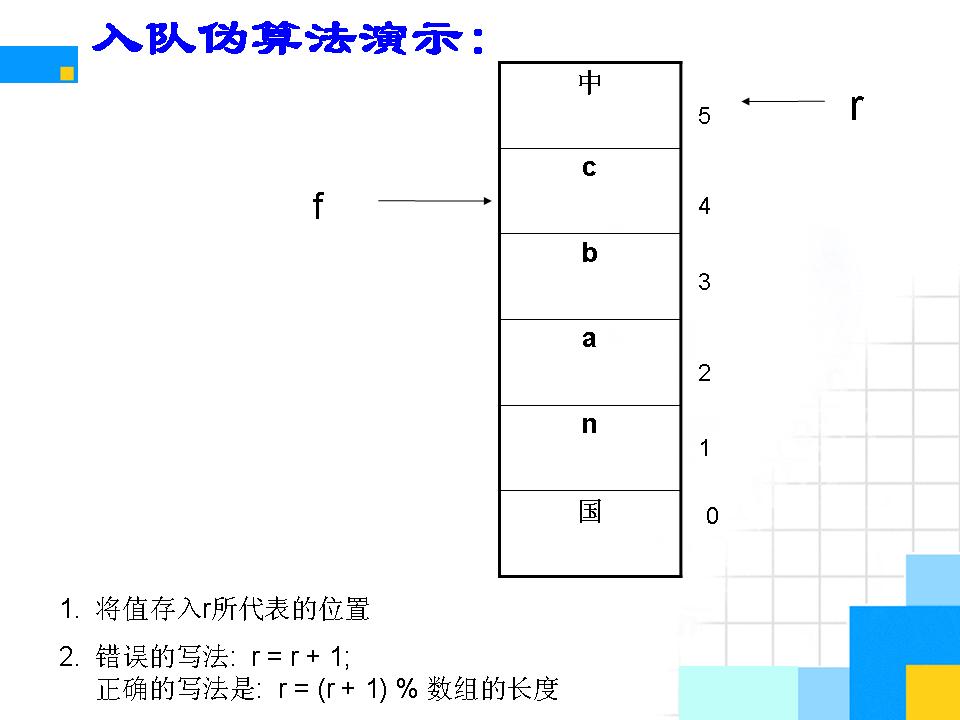 入队伪算法演示:
中
5
r
c
f
4
b
3
a
2
n
1
国
0
1. 将值存入r所代表的位置
2. 错误的写法: r = r + 1;
正确的写法是: r = (r + 1) % 数组的长度